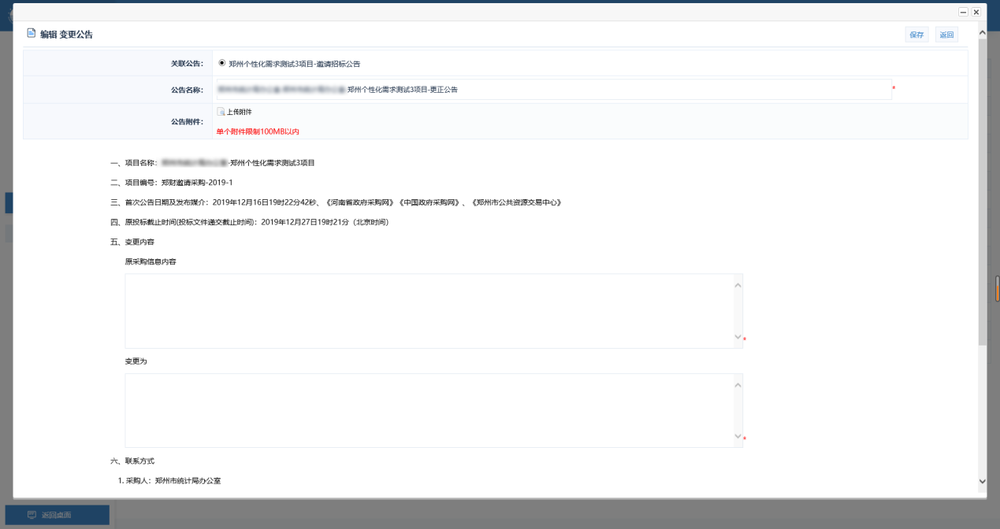 编辑 变更公告
保存 返回
关联公告： 郑州个性化需求测试3项目-邀请招标公告
公告名称： 郑州个性化需求测试3项目-更正公告 *
公告附件： 上传附件
单个附件限制100MB以内
一、项目名称： -郑州个性化需求测试3项目
二、项目编号：郑财邀请采购-2019-1
三、首次公告日期及发布媒介：2019年12月16日19时22分42秒、《河南省政府采购网》《中国政府采购网》、《郑州市公共资源交易中心》
四、原投标截止时间(投标文件递交截止时间)：2019年12月27日19时21分（北京时间）
五、变更内容
原采购信息内容
*
变更为
*
六、联系方式
1. 采购人：郑州市统计局办公室
返回桌面